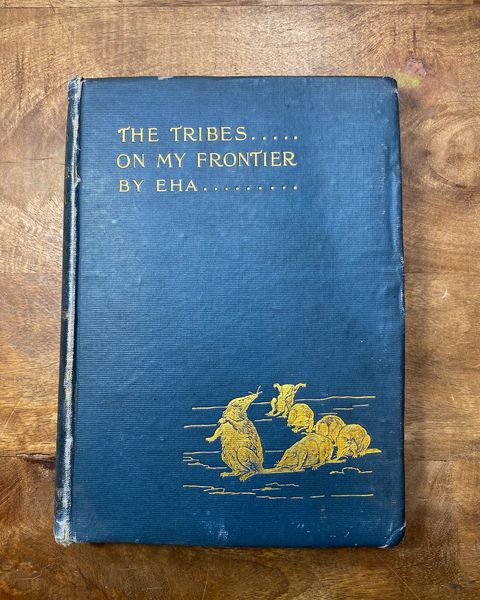 THE TRIBES.....
ON MY FRONTIER
BY EHA.........